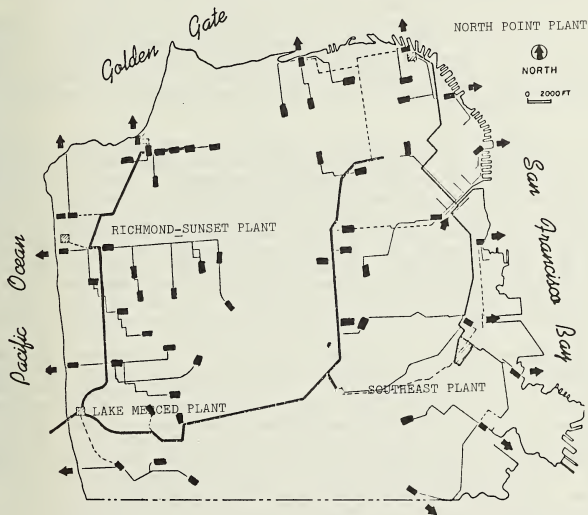 NORTH POINT PLANT
Golden Gate
NORTH
0 2000 FT
San Francisco Bay
RICHMOND-SUNSET PLANT
Pacific Ocean
SOUTHEAST PLANT
LAKE MERCED PLANT